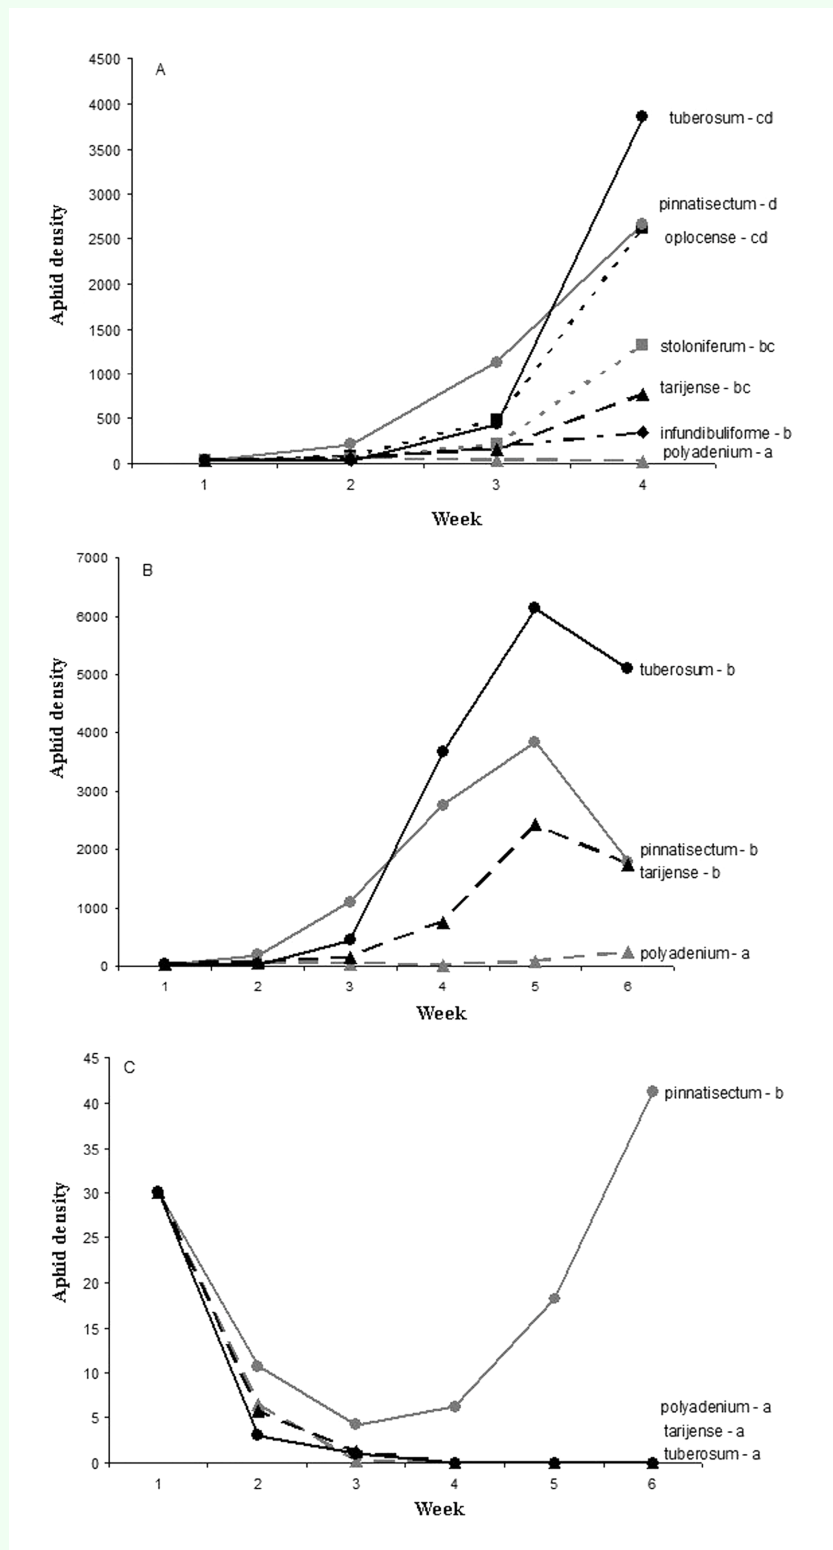 4500
A
4000
tuberosum - cd
3500
3000
pinnatisectum - d
2500
oplocense - cd
2000
1500
stoloniferum - bc
1000
tarijense - bc
500
infundibuliforme - b
polyadenium - a
0
Aphid density
1 2 3 4
Week
7000
B
6000
5000
tuberosum - b
4000
3000
2000
pinnatisectum - b
tarijense - b
1000
polyadenium - a
0
Aphid density
1 2 3 4 5 6
Week
45
C
40
pinnatisectum - b
35
30
25
20
15
10
5
polyadenium - a
tarijense - a
tuberosum - a
0
Aphid density
1 2 3 4 5 6
Week